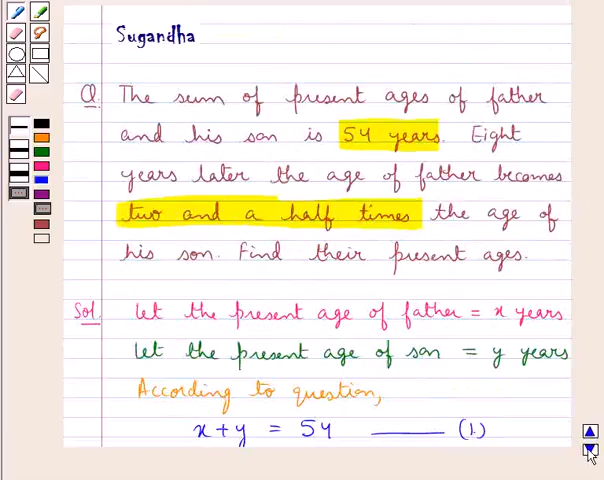 Sugandha
Q. The sum of present ages of father
and his son is 54 years. Eight
years later the age of father becomes
two and a half times the age of
his son. Find their present ages.
Sol. Let the present age of father = x years
Let the present age of son = y years
According to question,
x + y = 54 —— (1.)